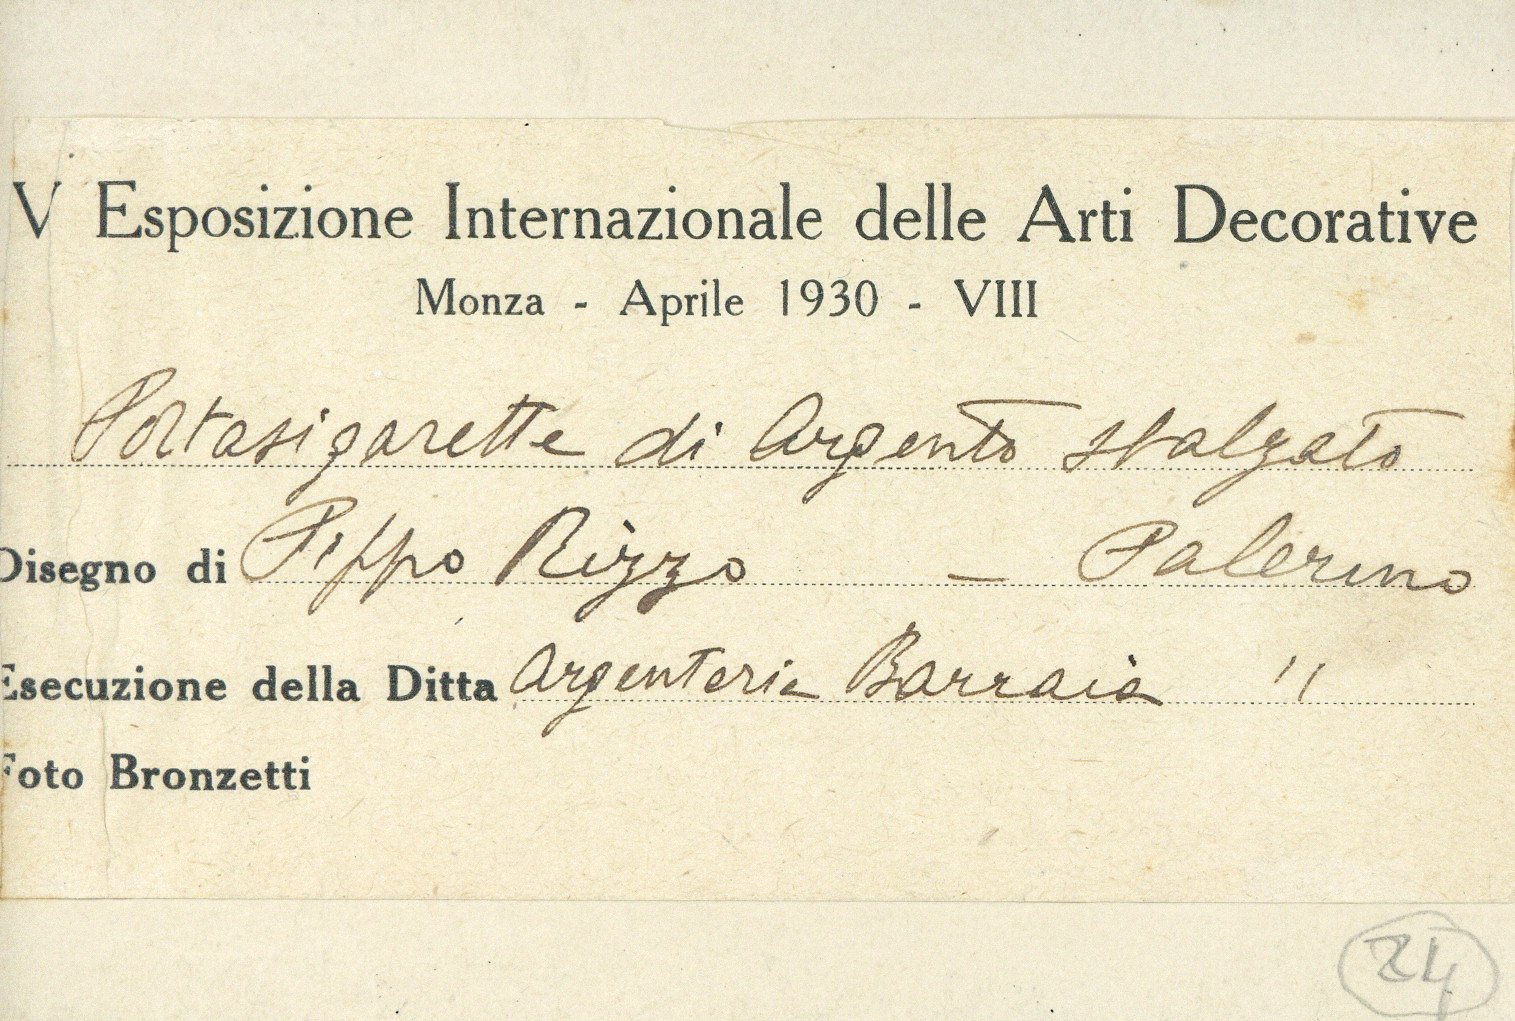 V Esposizione Internazionale delle Arti Decorative
Monza - Aprile 1930 - VIII
Portasigarette di Argento sbalzato
Disegno di Pippo Rizzo — Palermo
Esecuzione della Ditta Argenteria Barraia "
Foto Bronzetti
24